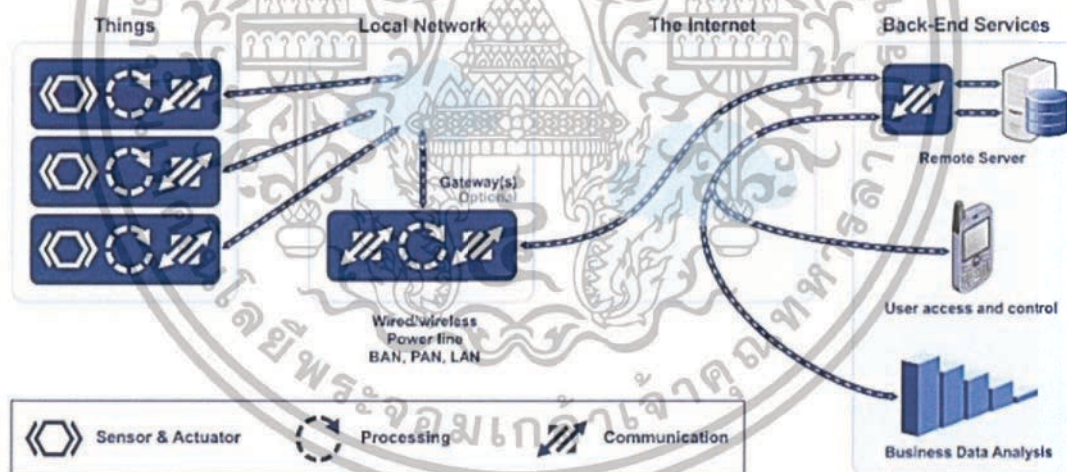 Things
Local Network
The Internet
Back-End Services
Gateway(s)
Optional
Wired/wireless
Power line
BAN, PAN, LAN
Remote Server
User access and control
Business Data Analysis
Sensor & Actuator
Processing
Communication